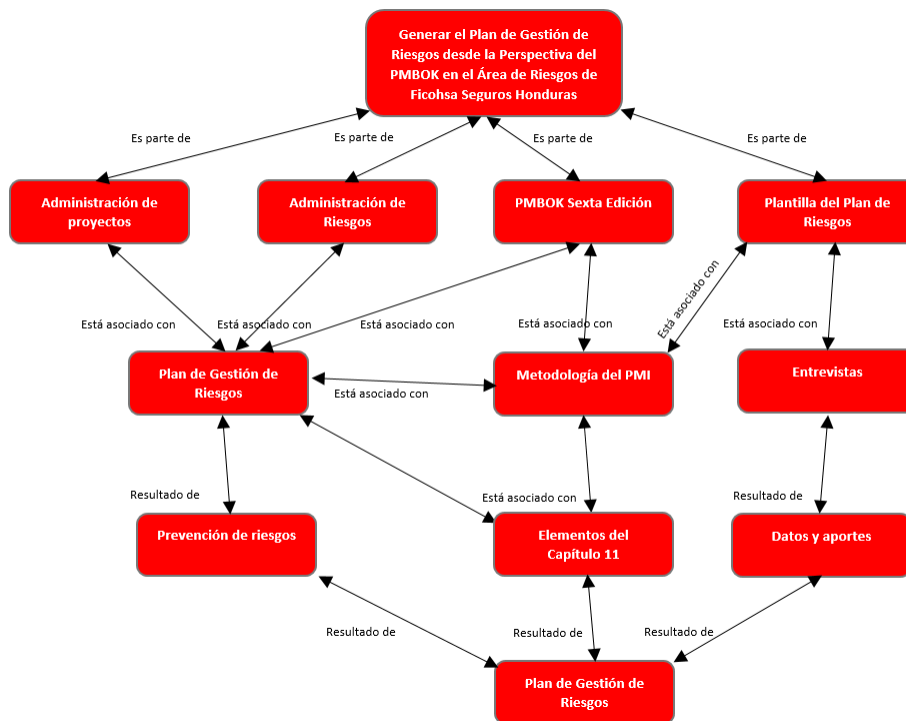 Generar el Plan de Gestión de
Riesgos desde la Perspectiva del
PMBOK en el Área de Riesgos de
Ficohsa Seguros Honduras
Es parte de
Es parte de
Es parte de
Es parte de
Administración de
proyectos
Administración de
Riesgos
PMBOK Sexta Edición
Plantilla del Plan de
Riesgos
Está asociado con
Está asociado con
Está asociado con
Está asociado con
Está asociado con
Está asociado con
Plan de Gestión de
Riesgos
Está asociado con
Metodología del PMI
Entrevistas
Resultado de
Está asociado con
Resultado de
Prevención de riesgos
Elementos del
Capítulo 11
Datos y aportes
Resultado de
Resultado de
Resultado de
Plan de Gestión de
Riesgos